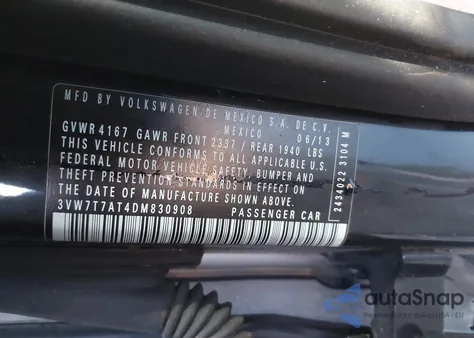 MFD BY VOLKSWAGEN DE MEXICO S.A. DE C.V.
MEXICO 06/13
GVWR 4167 GAWR FRONT 2337 / REAR 1940 LBS
THIS VEHICLE CONFORMS TO ALL APPLICABLE
FEDERAL MOTOR VEHICLE SAFETY, BUMPER AND
THEFT PREVENTION STANDARDS IN EFFECT ON
THE DATE OF MANUFACTURE SHOWN ABOVE.
3VW7T7AT4DM830908 PASSENGER CAR
2434022 3104 M
autoSnap